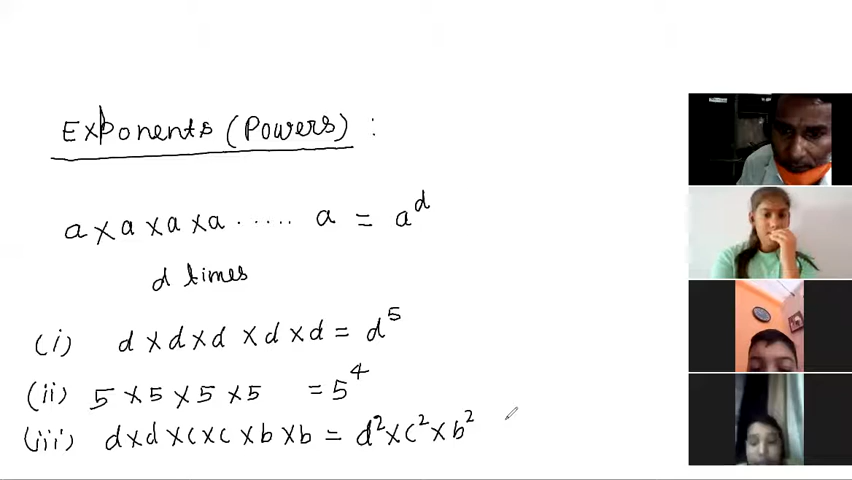 Exponents (Powers) :
a × a × a × a ..... a = a^d
d times
(i) d × d × d × d × d = d^5
(ii) 5 × 5 × 5 × 5 = 5^4
(iii) d × d × c × c × b × b = d^2 × c^2 × b^2